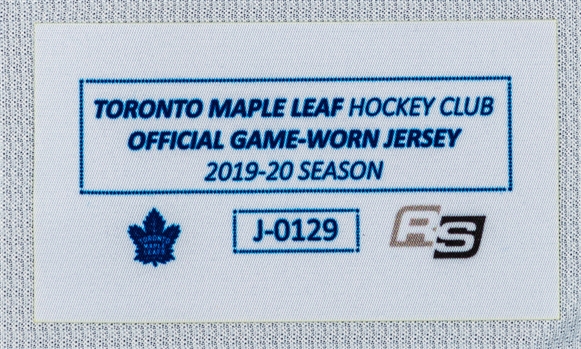 TORONTO MAPLE LEAF HOCKEY CLUB
OFFICIAL GAME-WORN JERSEY
2019-20 SEASON
TORONTO
MAPLE
LEAFS
J-0129
RS